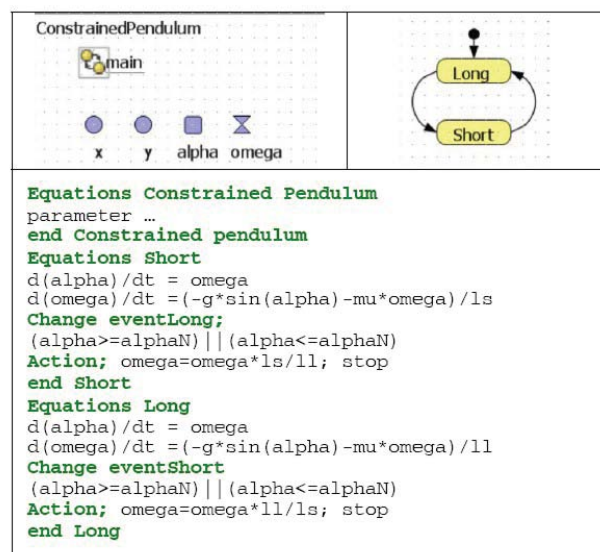 ConstrainedPendulum
main
x y alpha omega
Long
Short
Equations Constrained Pendulum
parameter …
end Constrained pendulum
Equations Short
d(alpha)/dt = omega
d(omega)/dt =(-g*sin(alpha)-mu*omega)/ls
Change eventLong;
(alpha>=alphaN)||(alpha<=alphaN)
Action; omega=omega*ls/ll; stop
end Short
Equations Long
d(alpha)/dt = omega
d(omega)/dt =(-g*sin(alpha)-mu*omega)/ll
Change eventShort
(alpha>=alphaN)||(alpha<=alphaN)
Action; omega=omega*ll/ls; stop
end Long